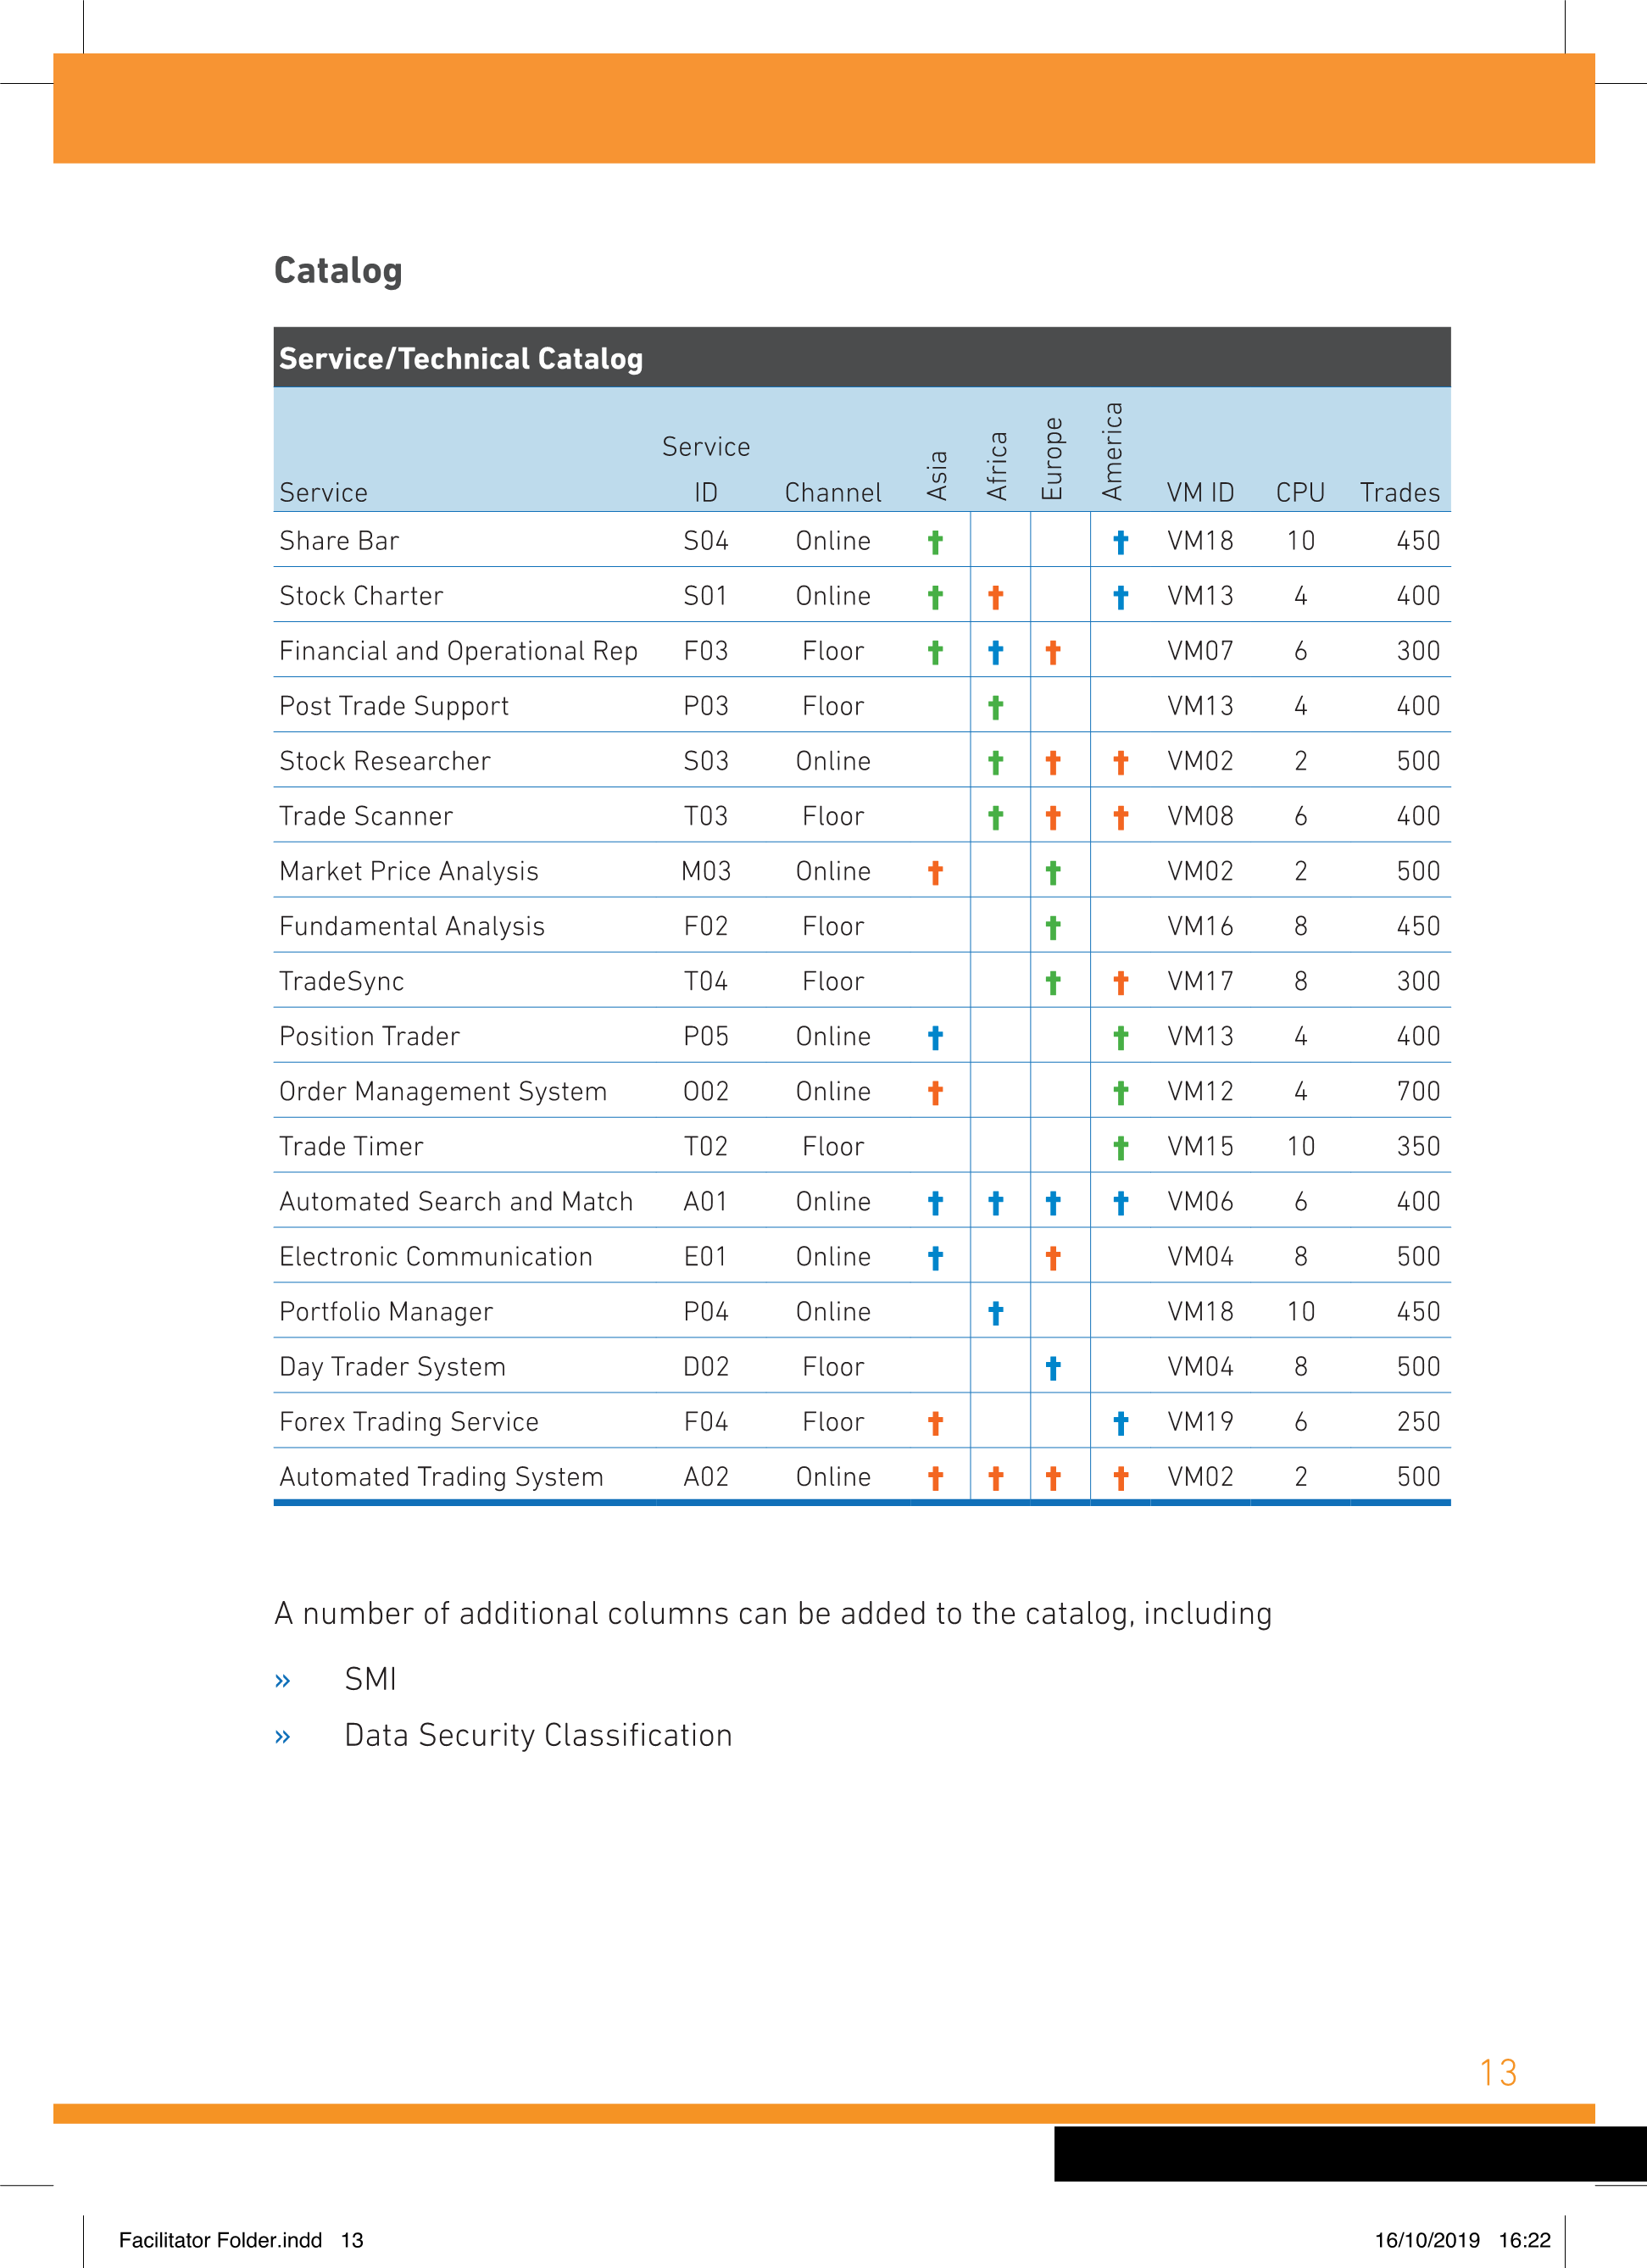 Catalog
Service/Technical Catalog
Service Service ID Channel Asia Africa Europe America VM ID CPU Trades
Share Bar S04 Online † † VM18 10 450
Stock Charter S01 Online † † † VM13 4 400
Financial and Operational Rep F03 Floor † † † VM07 6 300
Post Trade Support P03 Floor † VM13 4 400
Stock Researcher S03 Online † † † VM02 2 500
Trade Scanner T03 Floor † † † VM08 6 400
Market Price Analysis M03 Online † † VM02 2 500
Fundamental Analysis F02 Floor † VM16 8 450
TradeSync T04 Floor † † VM17 8 300
Position Trader P05 Online † † VM13 4 400
Order Management System O02 Online † † VM12 4 700
Trade Timer T02 Floor † VM15 10 350
Automated Search and Match A01 Online † † † † VM06 6 400
Electronic Communication E01 Online † † VM04 8 500
Portfolio Manager P04 Online † VM18 10 450
Day Trader System D02 Floor † VM04 8 500
Forex Trading Service F04 Floor † † VM19 6 250
Automated Trading System A02 Online † † † † VM02 2 500
A number of additional columns can be added to the catalog, including
» SMI
» Data Security Classification
13
Facilitator Folder.indd 13 16/10/2019 16:22